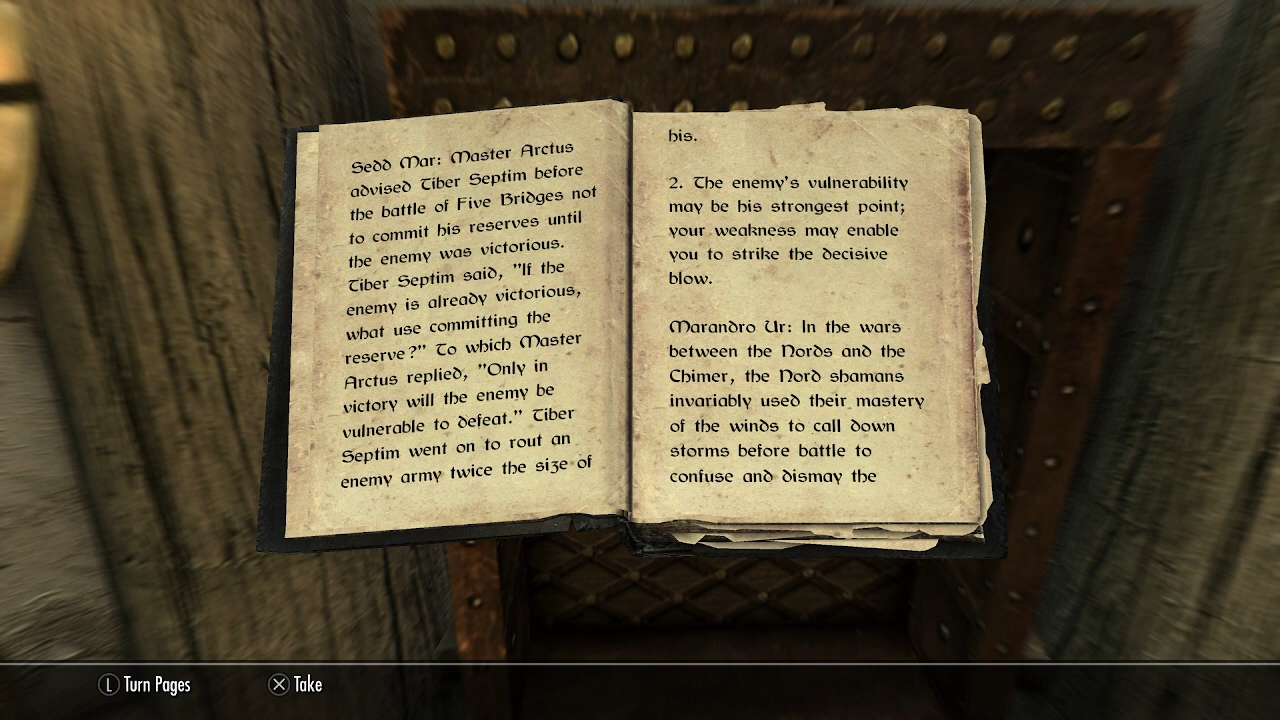 Sedd Mar: Master Arctus
advised Tiber Septim before
the battle of Five Bridges not
to commit his reserves until
the enemy was victorious.
Tiber Septim said, "If the
enemy is already victorious,
what use committing the
reserve?" To which Master
Arctus replied, "Only in
victory will the enemy be
vulnerable to defeat." Tiber
Septim went on to rout an
enemy army twice the size of
his.
2. The enemy's vulnerability
may be his strongest point;
your weakness may enable
you to strike the decisive
blow.
Marandro Ur: In the wars
between the Nords and the
Chimer, the Nord shamans
invariably used their mastery
of the winds to call down
storms before battle to
confuse and dismay the
L Turn Pages
X Take